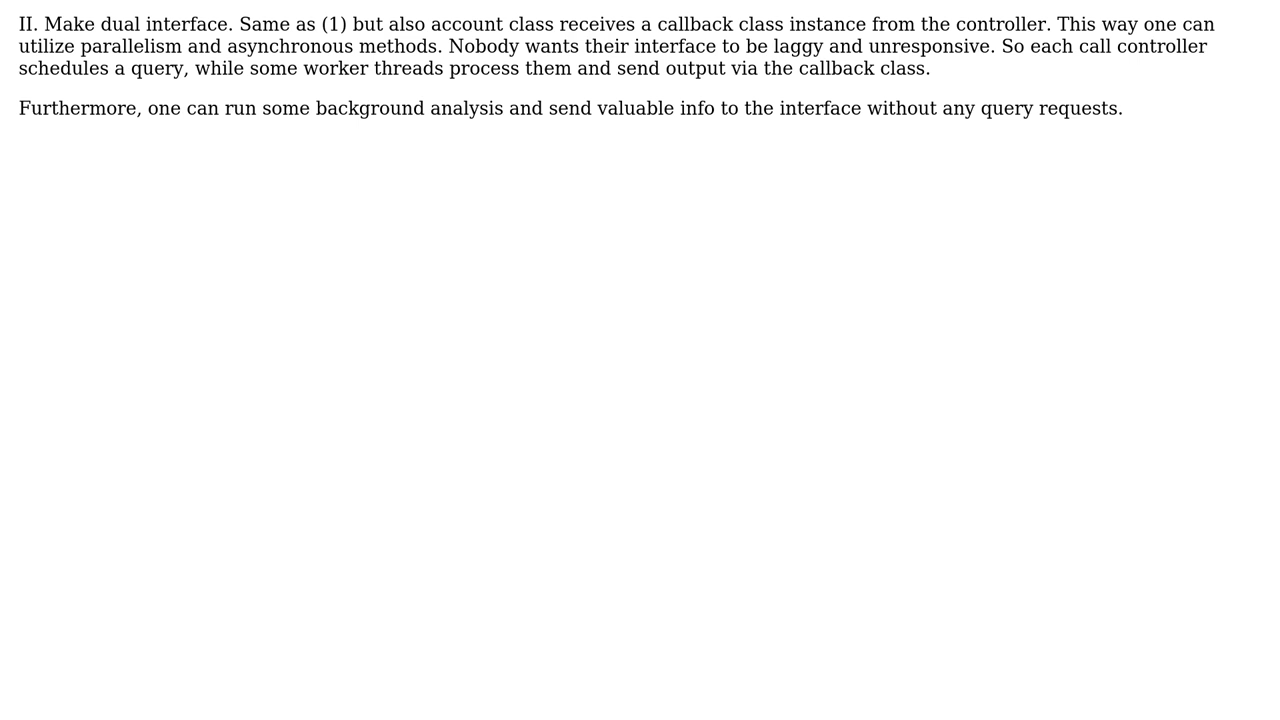 II. Make dual interface. Same as (1) but also account class receives a callback class instance from the controller. This way one can
utilize parallelism and asynchronous methods. Nobody wants their interface to be laggy and unresponsive. So each call controller
schedules a query, while some worker threads process them and send output via the callback class.
Furthermore, one can run some background analysis and send valuable info to the interface without any query requests.